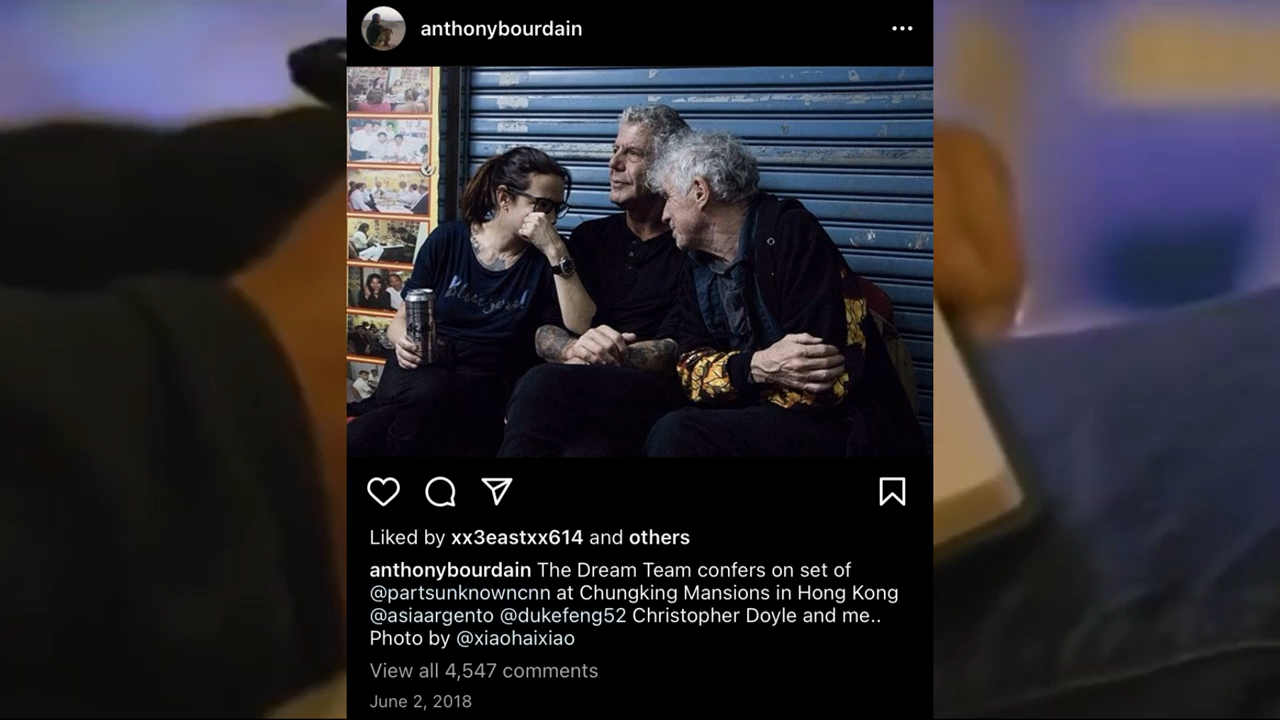 anthonybourdain
Liked by xx3eastxx614 and others
anthonybourdain The Dream Team confers on set of
@partsunknowncnn at Chungking Mansions in Hong Kong
@asiaargento @dukefeng52 Christopher Doyle and me..
Photo by @xiaohaixiao
View all 4,547 comments
June 2, 2018